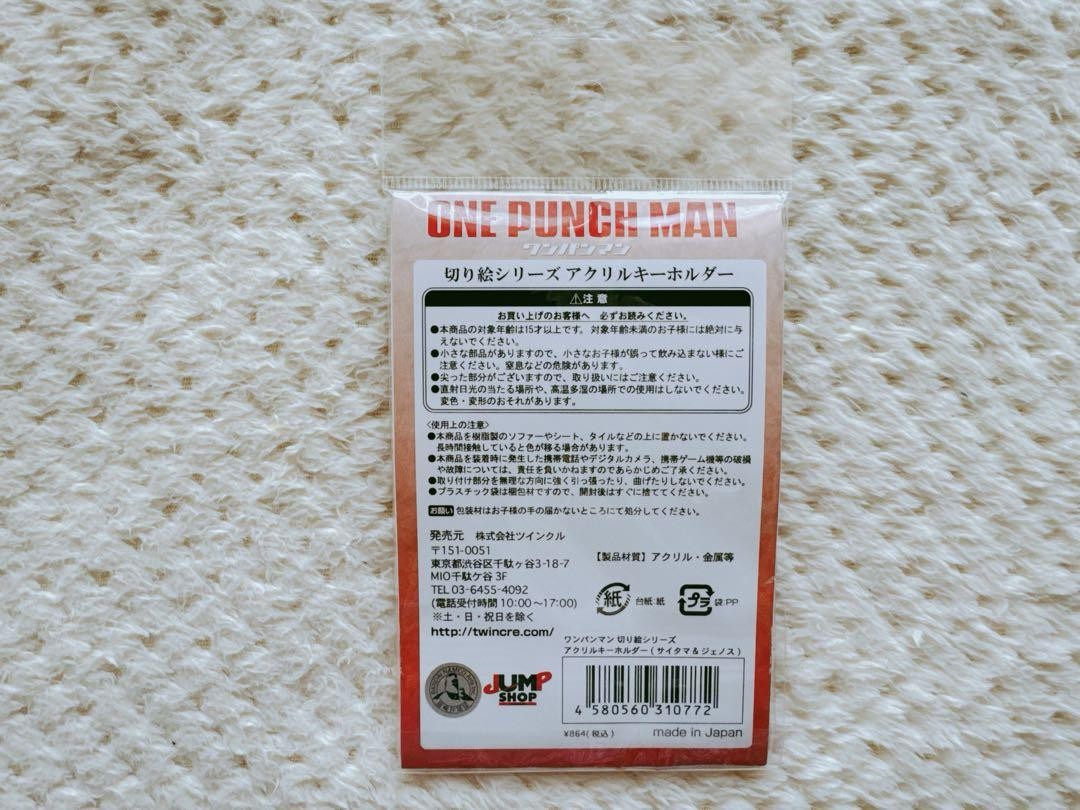 ONE PUNCH MAN
ワンパンマン
切り絵シリーズ アクリルキーホルダー
⚠注意
お買い上げのお客様へ 必ずお読みください。
●本商品の対象年齢は15才以上です。対象年齢未満のお子様には絶対に与
えないでください。
●小さな部品がありますので、小さなお子様が誤って飲み込まない様にご
注意ください。窒息などの危険があります。
●尖った部分がございますので、取り扱いにはご注意ください。
●直射日光の当たる場所や、高温多湿の場所での使用はしないでください。
変色・変形のおそれがあります。
〈使用上の注意〉
●本商品を樹脂製のソファーやシート、タイルなどの上に置かないでください。
長時間接触していると色が移る場合があります。
●本商品を装着時に発生した携帯電話やデジタルカメラ、携帯ゲーム機等の破損
や故障については、責任を負いかねますのであらかじめご了承ください。
●取り付け部分を無理な方向に強く引っ張ったり、曲げたりしないでください。
●プラスチック袋は梱包材ですので、開封後はすぐに捨ててください。
お願い 包装材はお子様の手の届かないところにて処分してください。
発売元 株式会社ツインクル
〒151-0051
東京都渋谷区千駄ヶ谷3-18-7
MIO千駄ケ谷 3F
TEL 03-6455-4092
(電話受付時間 10:00〜17:00)
※土・日・祝日を除く
http://twincre.com/
【製品材質】アクリル・金属等
紙 台紙:紙 プラ 袋:PP
ワンパンマン 切り絵シリーズ
アクリルキーホルダー ( サイタマ & ジェノス )
JUMP
SHOP
4 580560 310772
¥864( 税込 ) made in Japan